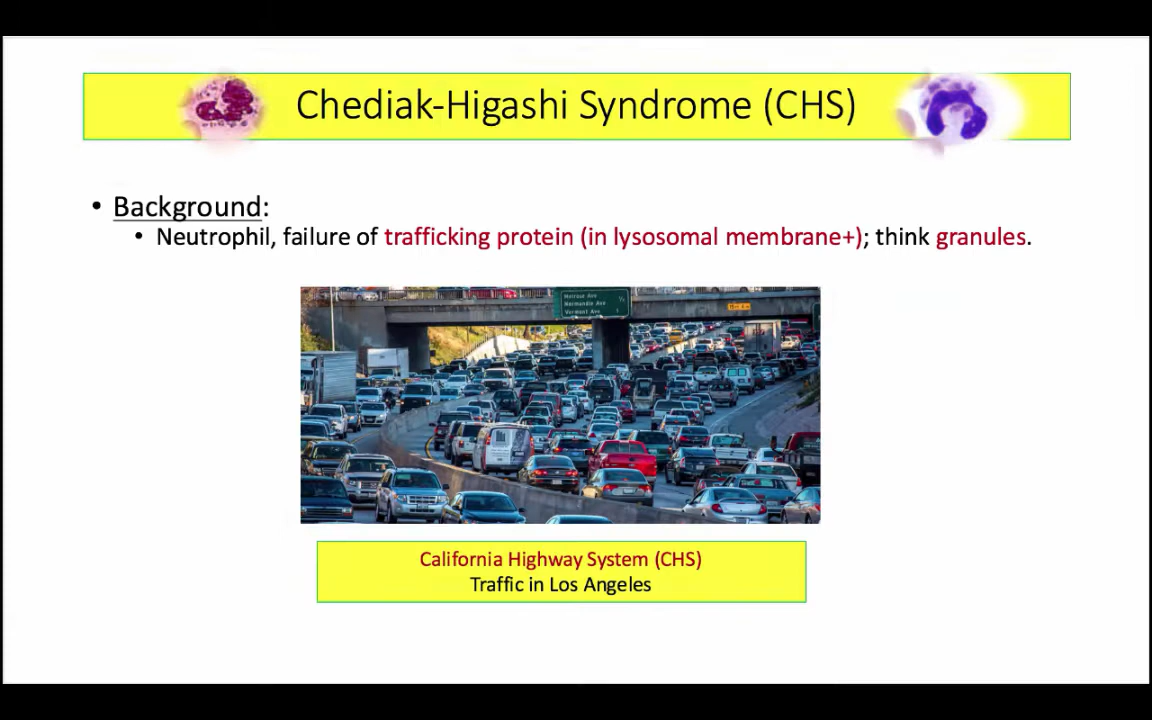 Chediak-Higashi Syndrome (CHS)
• Background:
• Neutrophil, failure of trafficking protein (in lysosomal membrane+); think granules.
Melrose Ave
Normandie Ave
Vermont Ave
California Highway System (CHS)
Traffic in Los Angeles